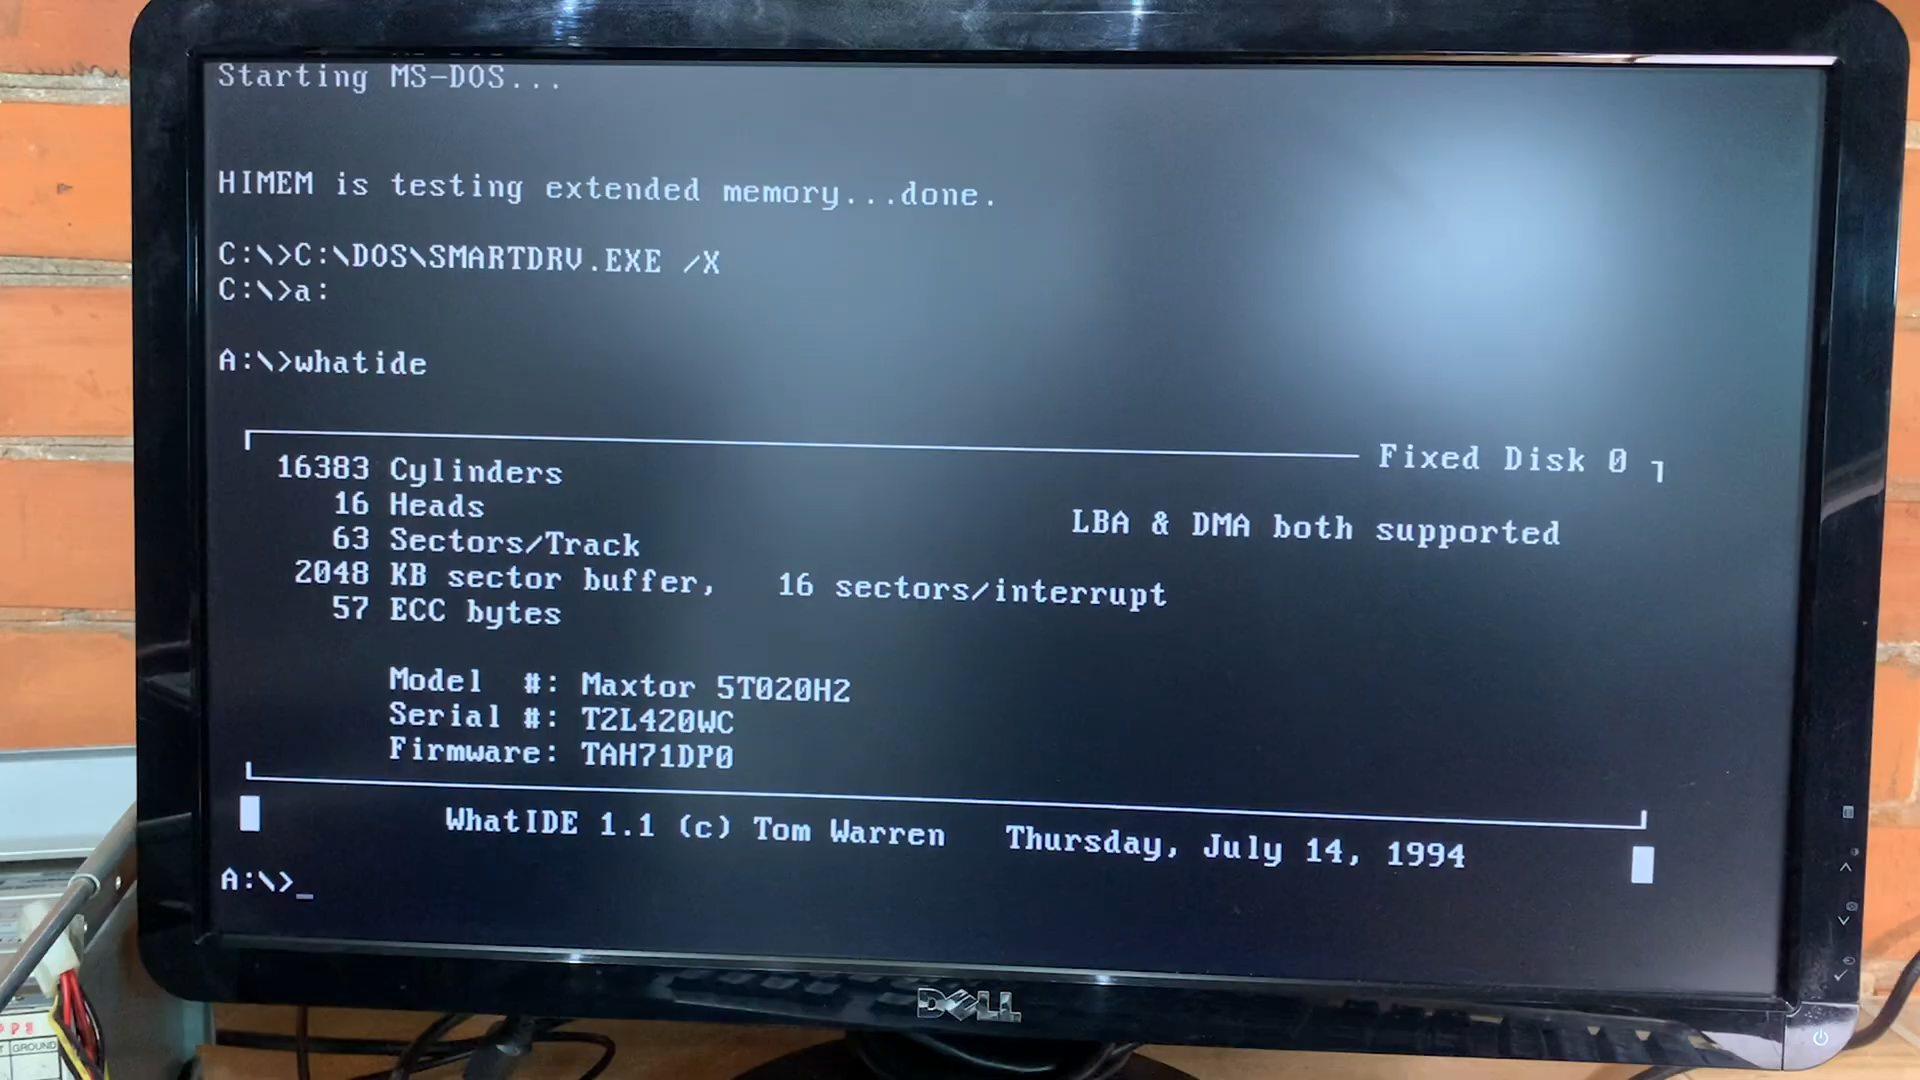 Starting MS-DOS...
HIMEM is testing extended memory...done.
C:\>C:\DOS\SMARTDRV.EXE /X
C:\>a:
A:\>whatide
Fixed Disk 0
16383 Cylinders
16 Heads
LBA & DMA both supported
63 Sectors/Track
2048 KB sector buffer, 16 sectors/interrupt
57 ECC bytes
Model #: Maxtor 5T020H2
Serial #: T2L420WC
Firmware: TAH71DP0
WhatIDE 1.1 (c) Tom Warren Thursday, July 14, 1994
A:\>_
DELL
GROUND